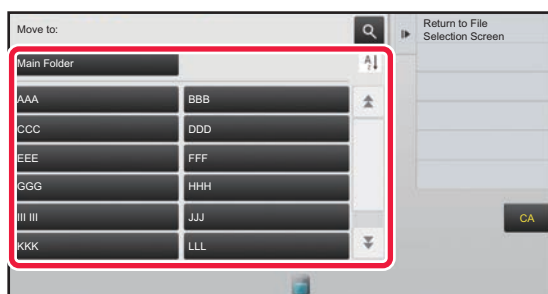 Move to:
Return to File
Selection Screen
Main Folder
AAA
BBB
CCC
DDD
EEE
FFF
GGG
HHH
III III
JJJ
KKK
LLL
CA